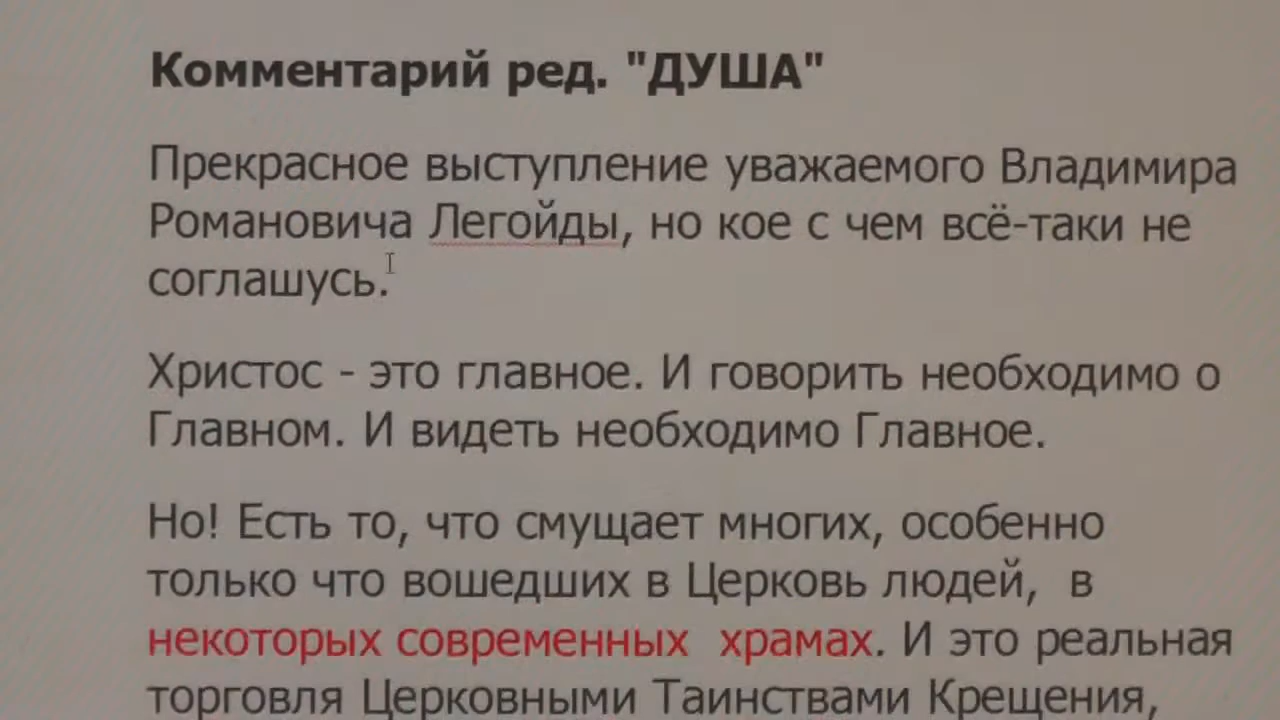 Комментарий ред. "ДУША"
Прекрасное выступление уважаемого Владимира
Романовича Легойды, но кое с чем всё-таки не
соглашусь.
Христос - это главное. И говорить необходимо о
Главном. И видеть необходимо Главное.
Но! Есть то, что смущает многих, особенно
только что вошедших в Церковь людей,  в
некоторых современных  храмах. И это реальная
торговля Церковными Таинствами Крещения,